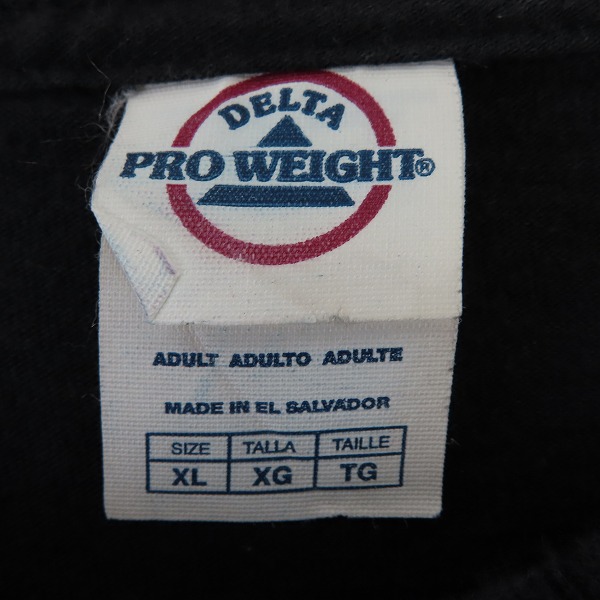 DELTA
PRO WEIGHT®
ADULT ADULTO ADULTE
MADE IN EL SALVADOR
SIZE TALLA TAILLE
XL XG TG